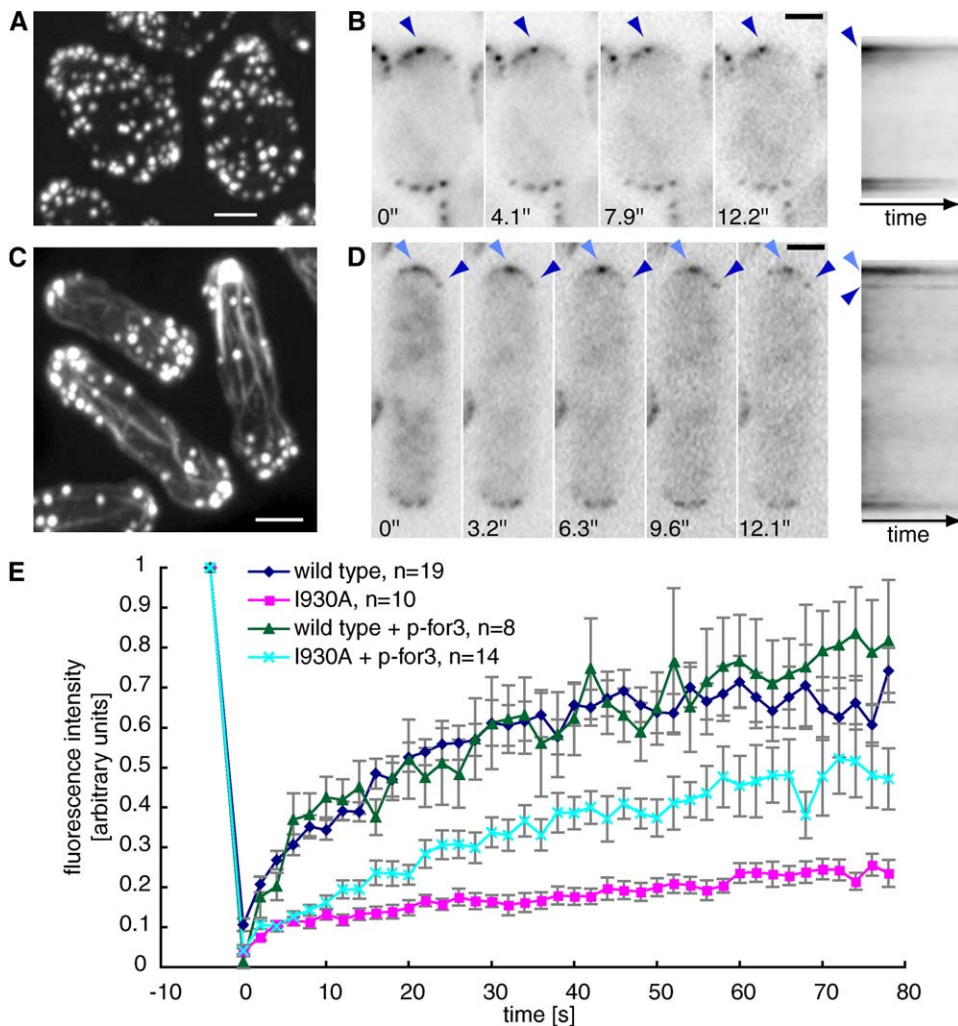 A
B
0" 4.1" 7.9" 12.2"
time
C
D
0" 3.2" 6.3" 9.6" 12.1"
time
E
fluorescence intensity
[arbitrary units]
1
0.9
0.8
0.7
0.6
0.5
0.4
0.3
0.2
0.1
0
wild type, n=19
I930A, n=10
wild type + p-for3, n=8
I930A + p-for3, n=14
-10 0 10 20 30 40 50 60 70 80
time [s]